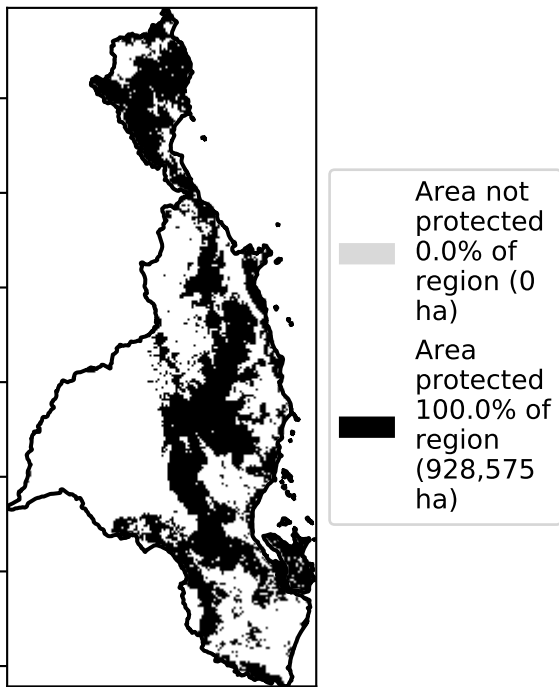 Area not
protected
0.0% of
region (0
ha)
Area
protected
100.0% of
region
(928,575
ha)